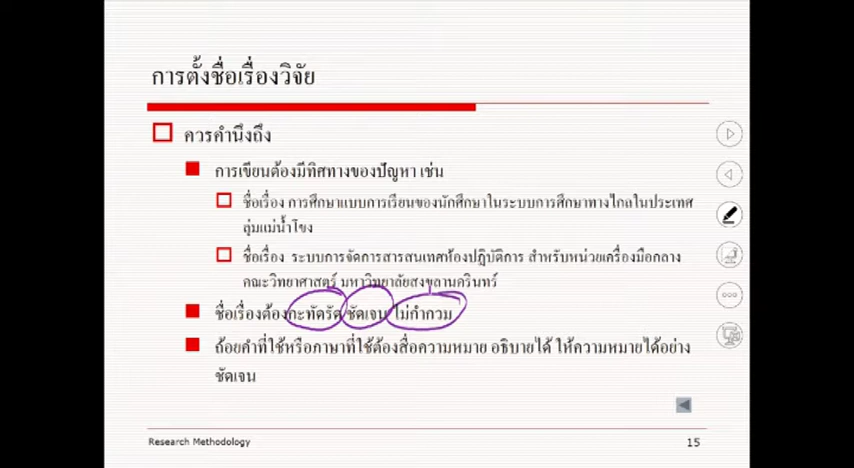 การตั้งชื่อเรื่องวิจัย
ควรคำนึงถึง
การเขียนต้องมีทิศทางของปัญหา เช่น
ชื่อเรื่อง การศึกษาแบบการเรียนของนักศึกษาในระบบการศึกษาทางไกลในประเทศ
ลุ่มแม่น้ำโขง
ชื่อเรื่อง ระบบการจัดการสารสนเทศห้องปฏิบัติการ สำหรับหน่วยเครื่องมือกลาง
คณะวิทยาศาสตร์ มหาวิทยาลัยสงขลานครินทร์
ชื่อเรื่องต้องกะทัดรัด ชัดเจน ไม่กำกวม
ถ้อยคำที่ใช้หรือภาษาที่ใช้ต้องสื่อความหมาย อธิบายได้ ให้ความหมายได้อย่าง
ชัดเจน
Research Methodology 15